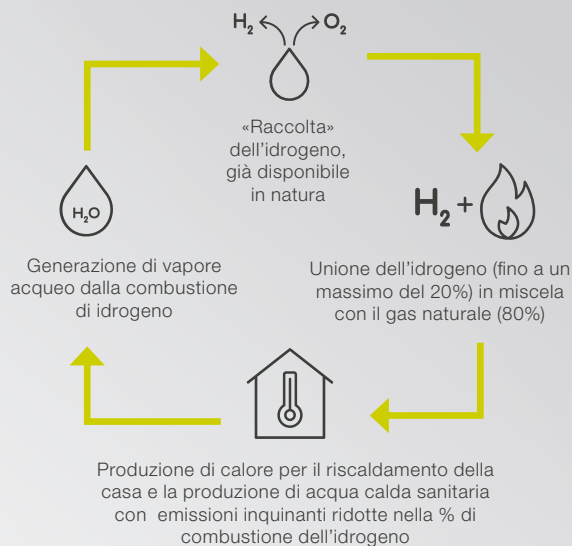 H₂ O₂
«Raccolta»
dell'idrogeno,
già disponibile
in natura
H₂ +
Unione dell'idrogeno (fino a un
massimo del 20%) in miscela
con il gas naturale (80%)
Produzione di calore per il riscaldamento della
casa e la produzione di acqua calda sanitaria
con emissioni inquinanti ridotte nella % di
combustione dell'idrogeno
H₂O
Generazione di vapore
acqueo dalla combustione
di idrogeno